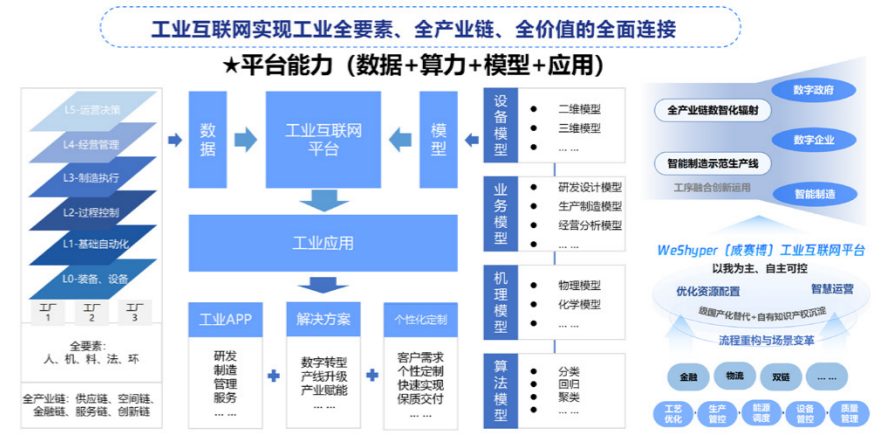 工业互联网实现工业全要素、全产业链、全价值的全面连接
★平台能力（数据+算力+模型+应用）
L5-运营决策
L4-经营管理
L3-制造执行
L2-过程控制
L1-基础自动化
L0-装备、设备
工厂
1
工厂
2
工厂
3
全要素：
人、机、料、法、环
全产业链：供应链、空间链、
金融链、服务链、创新链
数据
工业互联网
平台
模型
工业应用
工业APP
研发
制造
管理
服务
... ...
解决方案
数字转型
产线升级
产业赋能
... ...
个性化定制
客户需求
个性定制
快速实现
保质交付
... ...
设备模型
● 二维模型
● 三维模型
● ... ...
业务模型
● 研发设计模型
● 生产制造模型
● 经营分析模型
● ... ...
机理模型
● 物理模型
● 化学模型
● ... ...
算法模型
● 分类
● 回归
● 聚类
● ... ...
数字政府
全产业链数智化辐射
数字企业
智能制造示范生产线
工序融合创新运用
智能制造
WeShyper（威赛博）工业互联网平台
以我为主、自主可控
优化资源配置
智慧运营
级国产化替代+自有知识产权沉淀
流程重构与场景变革
金融
物流
双链
... ...
工艺
优化
生产
管控
能源
调度
设备
管控
质量
管理